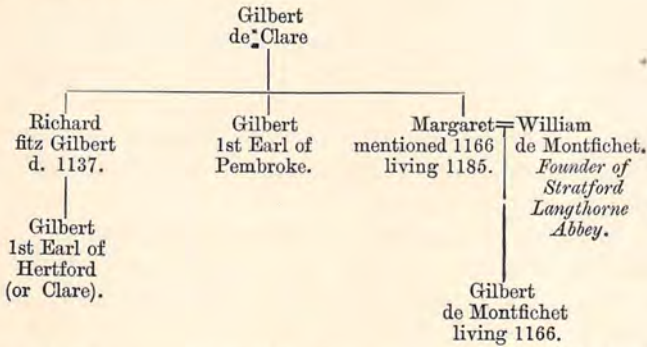 Gilbert
de Clare
Richard
fitz Gilbert
d. 1137.
Gilbert
1st Earl of
Pembroke.
Margaret=William
mentioned 1166
living 1185.
de Montfichet.
Founder of
Stratford
Langthorne
Abbey.
Gilbert
1st Earl of
Hertford
(or Clare).
Gilbert
de Montfichet
living 1166.